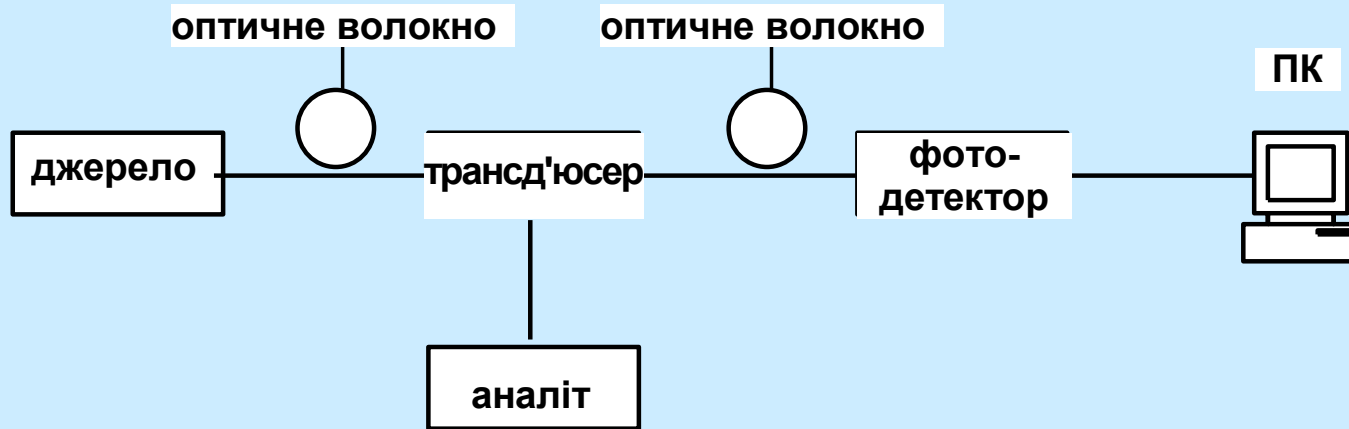 оптичне волокно
оптичне волокно
ПК
джерело
трансд'юсер
фото-
детектор
аналіт